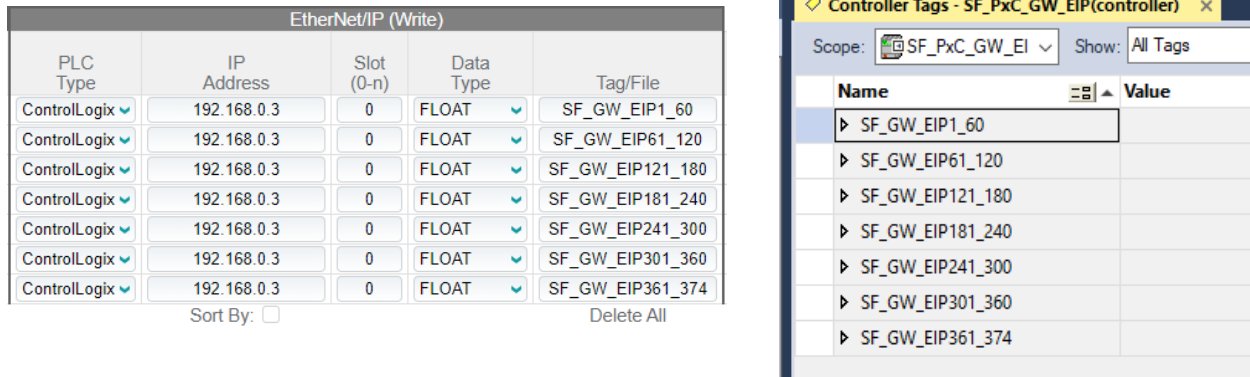 EtherNet/IP (Write)
PLC Type IP Address Slot (0-n) Data Type Tag/File
ControlLogix 192.168.0.3 0 FLOAT SF_GW_EIP1_60
ControlLogix 192.168.0.3 0 FLOAT SF_GW_EIP61_120
ControlLogix 192.168.0.3 0 FLOAT SF_GW_EIP121_180
ControlLogix 192.168.0.3 0 FLOAT SF_GW_EIP181_240
ControlLogix 192.168.0.3 0 FLOAT SF_GW_EIP241_300
ControlLogix 192.168.0.3 0 FLOAT SF_GW_EIP301_360
ControlLogix 192.168.0.3 0 FLOAT SF_GW_EIP361_374
Sort By: Delete All
Controller Tags - SF_PxC_GW_EIP(controller)
Scope: SF_PxC_GW_EI Show: All Tags
Name Value
SF_GW_EIP1_60
SF_GW_EIP61_120
SF_GW_EIP121_180
SF_GW_EIP181_240
SF_GW_EIP241_300
SF_GW_EIP301_360
SF_GW_EIP361_374